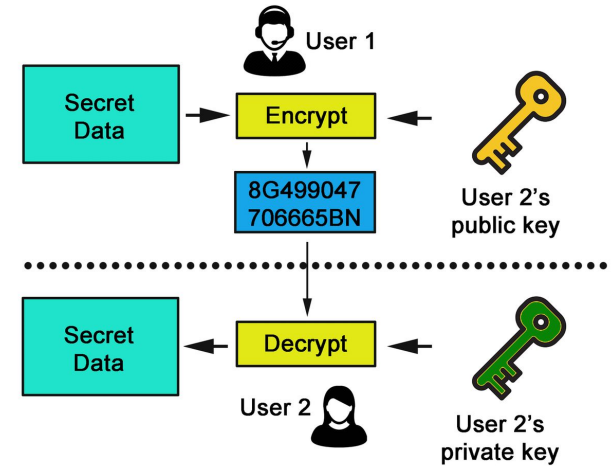 User 1
Secret
Data
Encrypt
8G499047
706665BN
User 2's
public key
Secret
Data
Decrypt
User 2
User 2's
private key